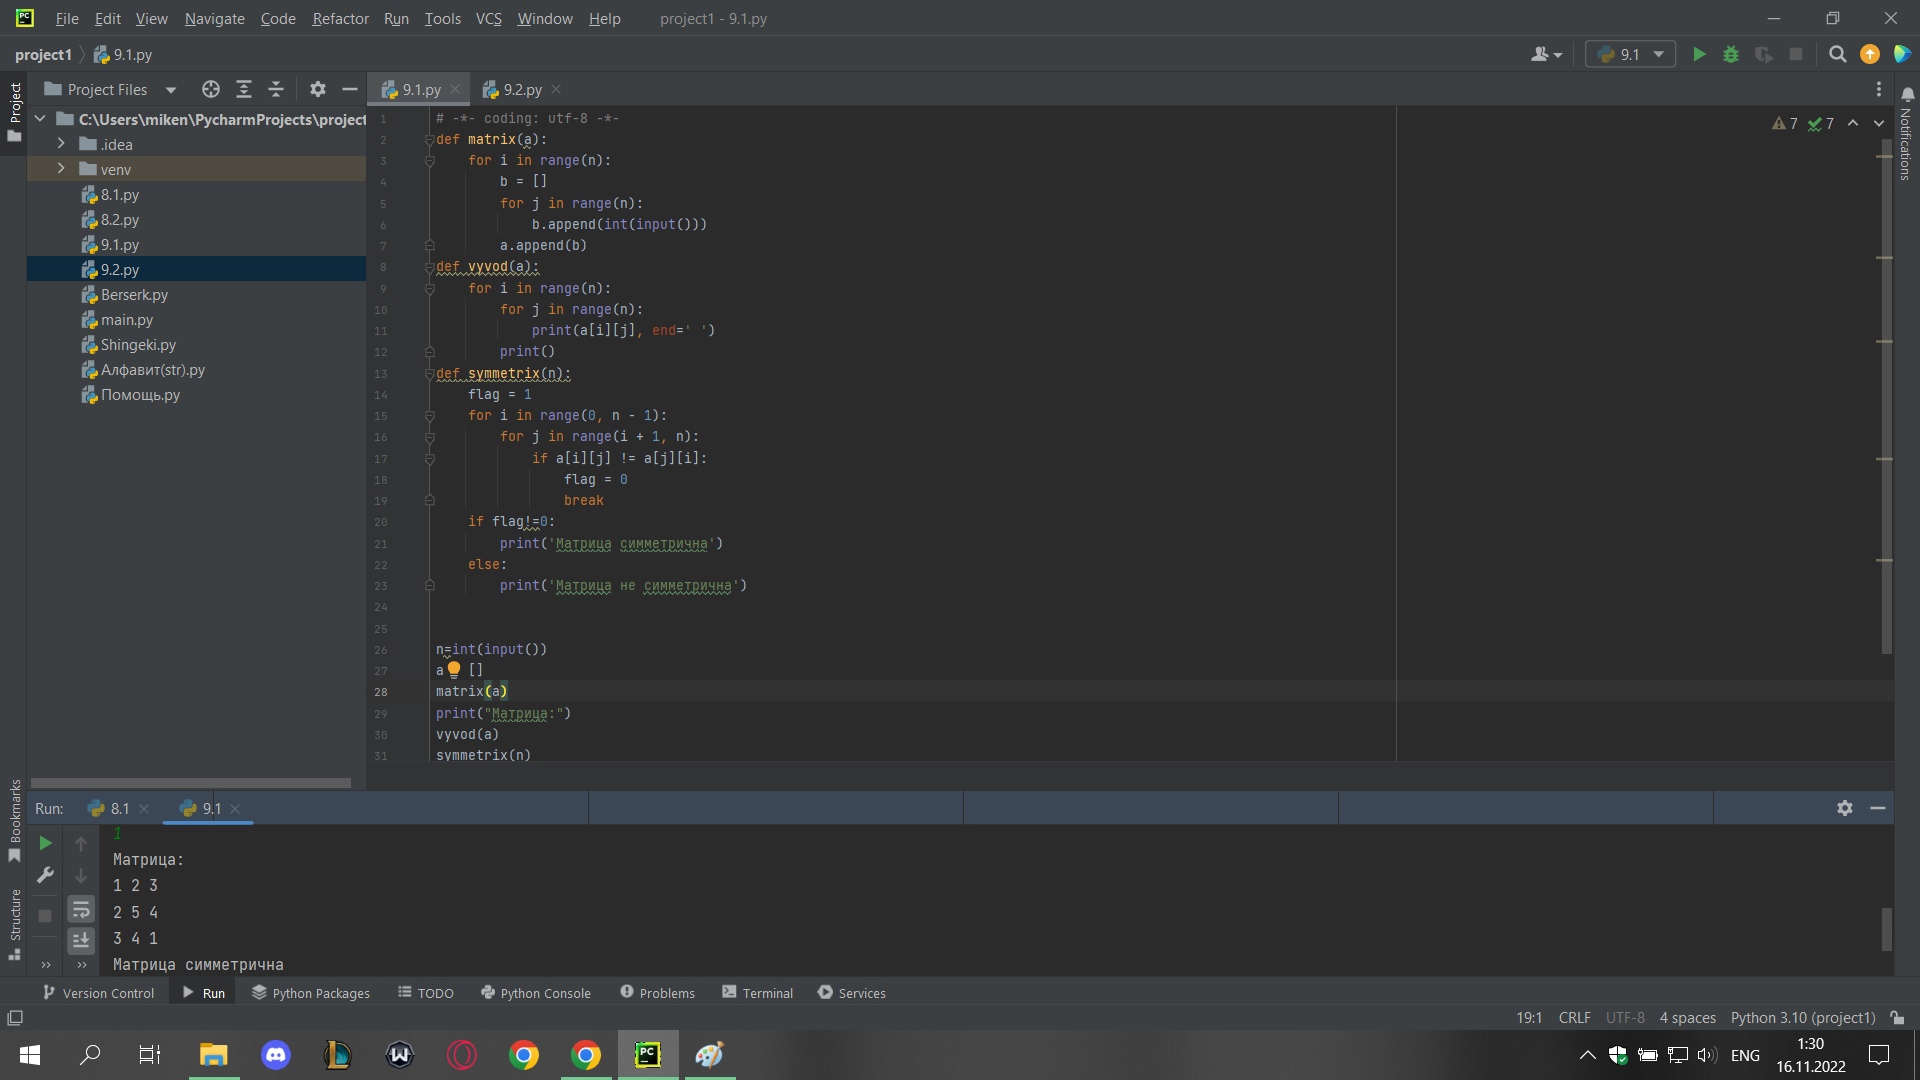 File Edit View Navigate Code Refactor Run Tools VCS Window Help project1 - 9.1.py
project1 9.1.py 9.1
Project Files 9.1.py 9.2.py
Project
Notifications
C:\Users\miken\PycharmProjects\project
.idea
venv
8.1.py
8.2.py
9.1.py
9.2.py
Berserk.py
main.py
Shingeki.py
Алфавит(str).py
Помощь.py
7 7
1 # -*- coding: utf-8 -*-
2 def matrix(a):
3 for i in range(n):
4 b = []
5 for j in range(n):
6 b.append(int(input()))
7 a.append(b)
8 def vyvod(a):
9 for i in range(n):
10 for j in range(n):
11 print(a[i][j], end=' ')
12 print()
13 def symmetrix(n):
14 flag = 1
15 for i in range(0, n - 1):
16 for j in range(i + 1, n):
17 if a[i][j] != a[j][i]:
18 flag = 0
19 break
20 if flag!=0:
21 print('Матрица симметрична')
22 else:
23 print('Матрица не симметрична')
24
25
26 n=int(input())
27 a []
28 matrix(a)
29 print("Матрица:")
30 vyvod(a)
31 symmetrix(n)
Bookmarks
Structure
Run: 8.1 9.1
1
Матрица:
1 2 3
2 5 4
3 4 1
Матрица симметрична
Version Control Run Python Packages TODO Python Console Problems Terminal Services
19:1 CRLF UTF-8 4 spaces Python 3.10 (project1)
ENG 1:30
16.11.2022